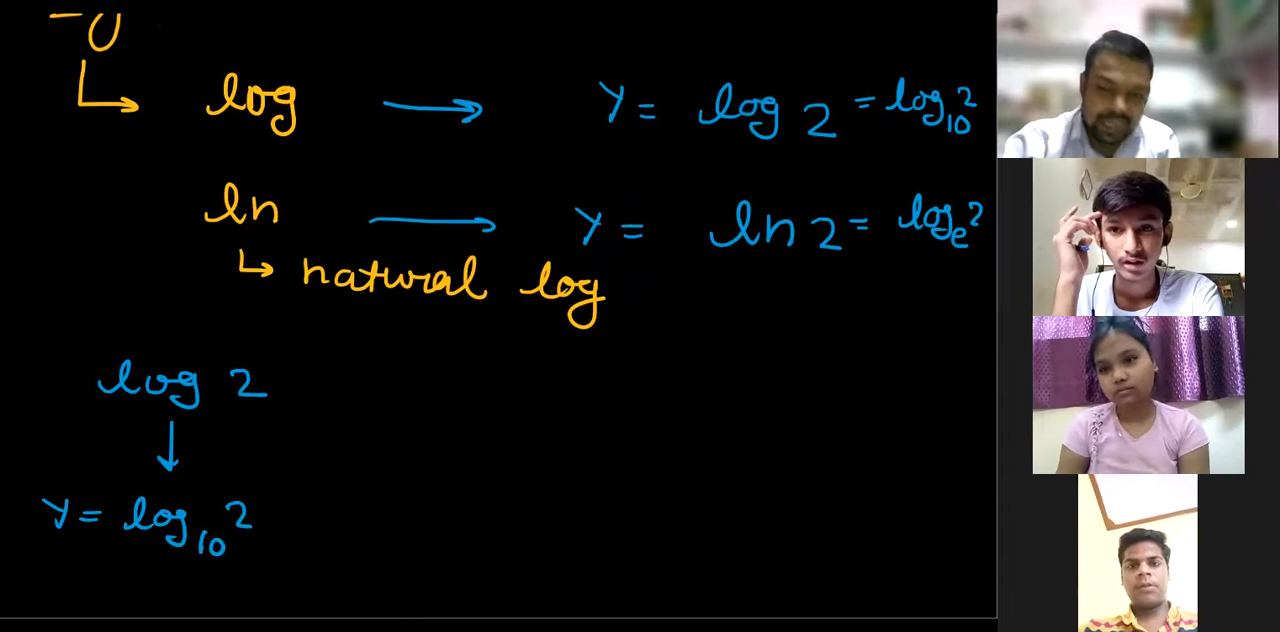 log → y = log 2 = log₁₀2
ln → y = ln 2 = logₑ2
↳ natural log
log 2
↓
y = log₁₀2